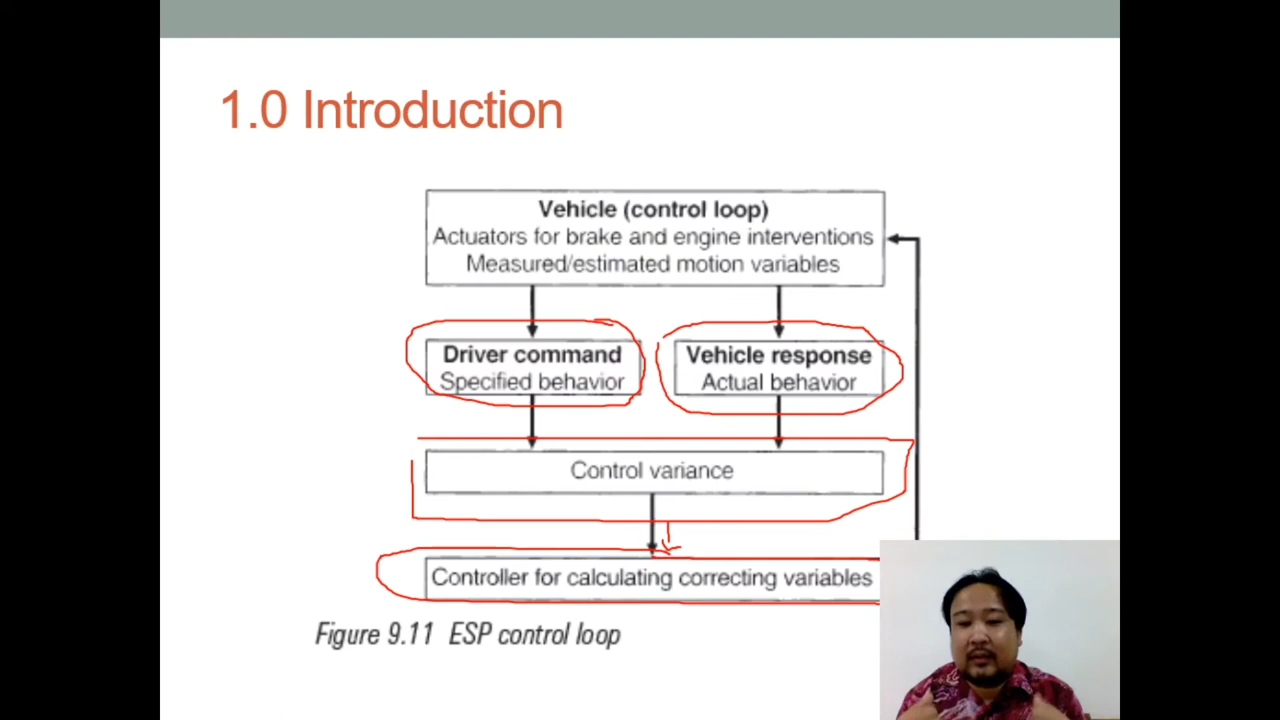 1.0 Introduction
Vehicle (control loop)
Actuators for brake and engine interventions
Measured/estimated motion variables
Driver command
Specified behavior
Vehicle response
Actual behavior
Control variance
Controller for calculating correcting variables
Figure 9.11 ESP control loop